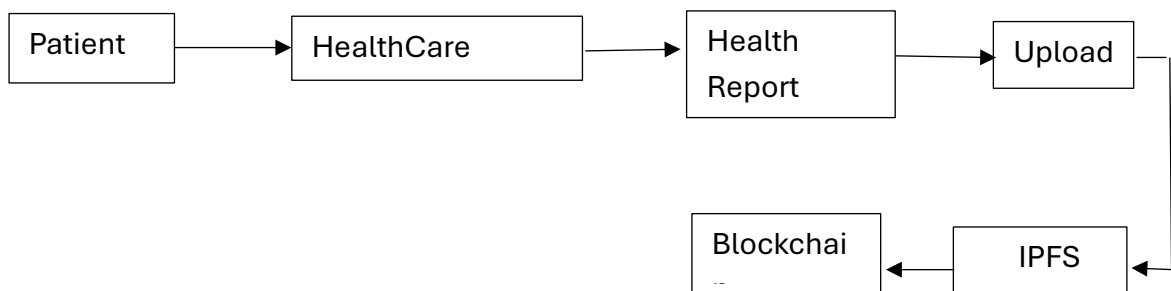 Patient
HealthCare
Health
Report
Upload
Blockchai
IPFS